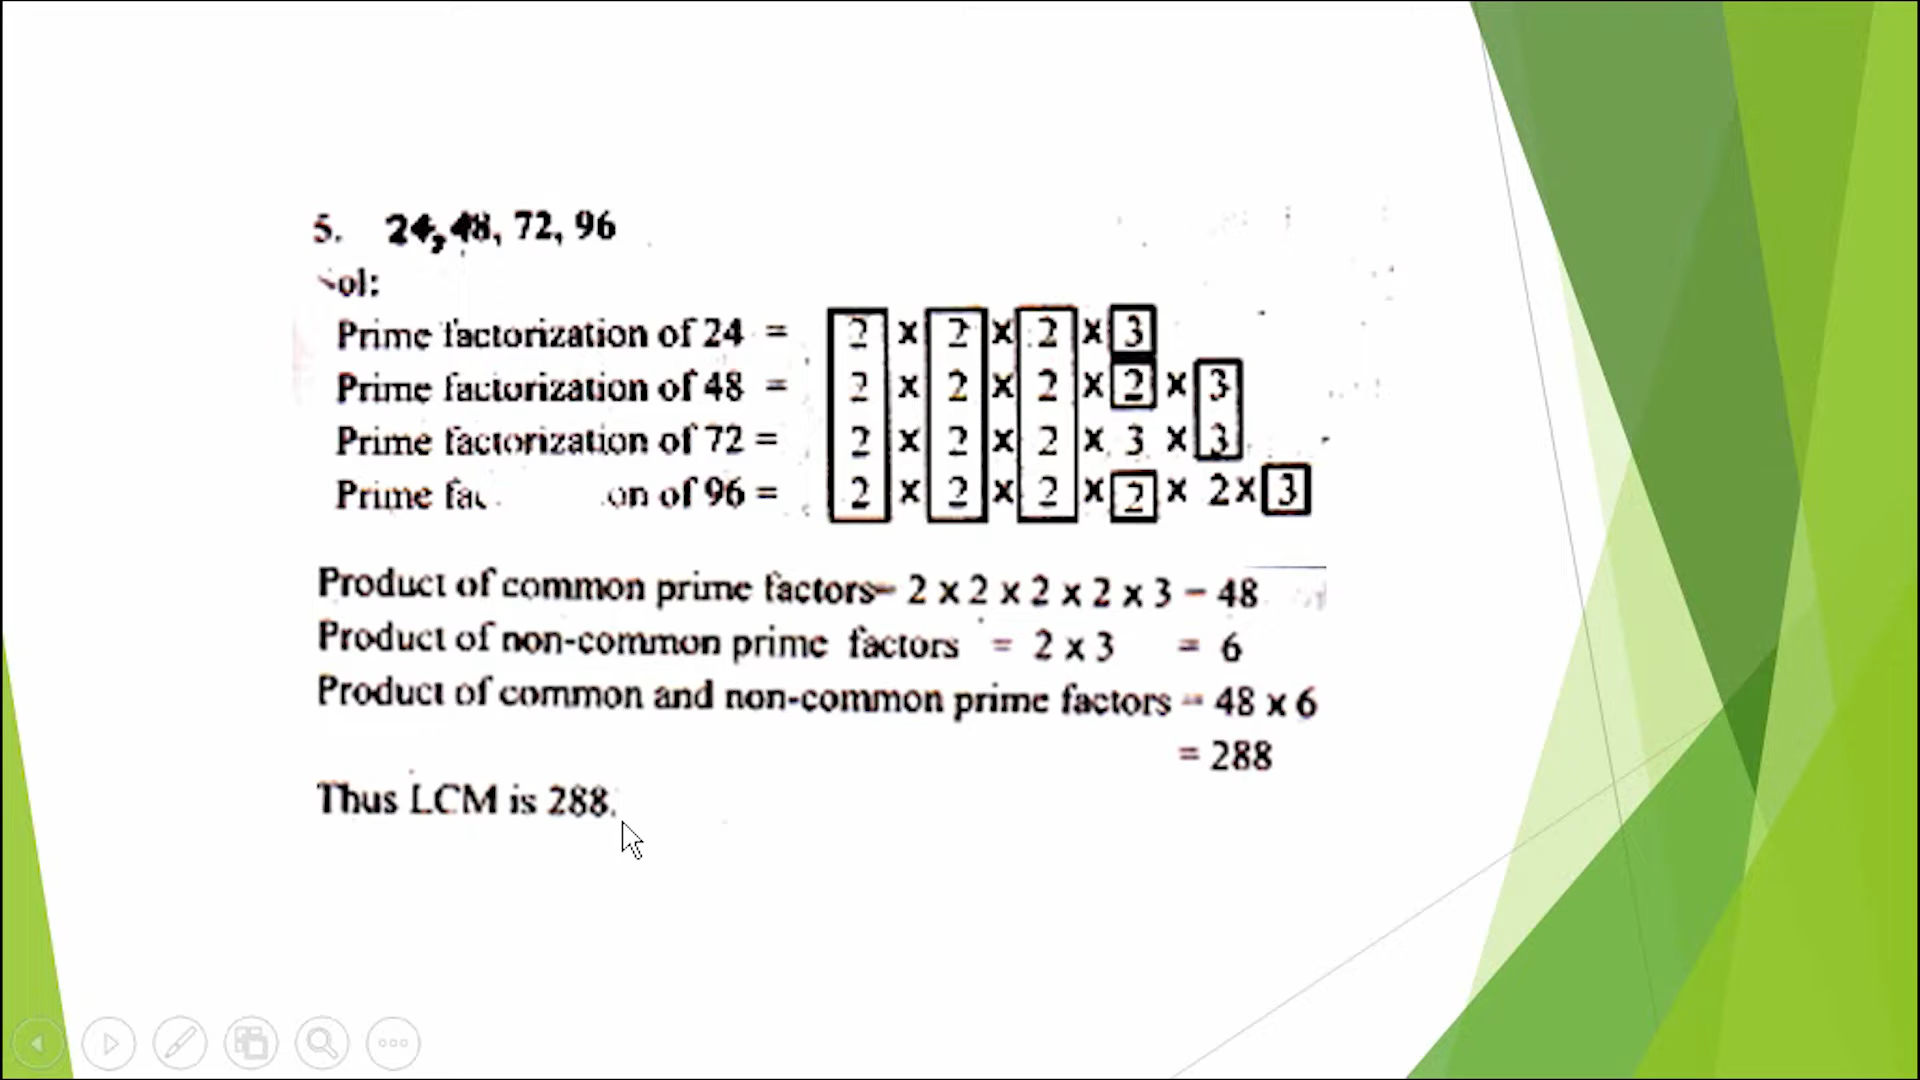 5. 24, 48, 72, 96
ol:
Prime factorization of 24 = 2 x 2 x 2 x 3
Prime factorization of 48 = 2 x 2 x 2 x 2 x 3
Prime factorization of 72 = 2 x 2 x 2 x 3 x 3
Prime fac on of 96 = 2 x 2 x 2 x 2 x 2 x 3
Product of common prime factors= 2 x 2 x 2 x 2 x 3 = 48
Product of non-common prime factors = 2 x 3 = 6
Product of common and non-common prime factors = 48 x 6
= 288
Thus LCM is 288.